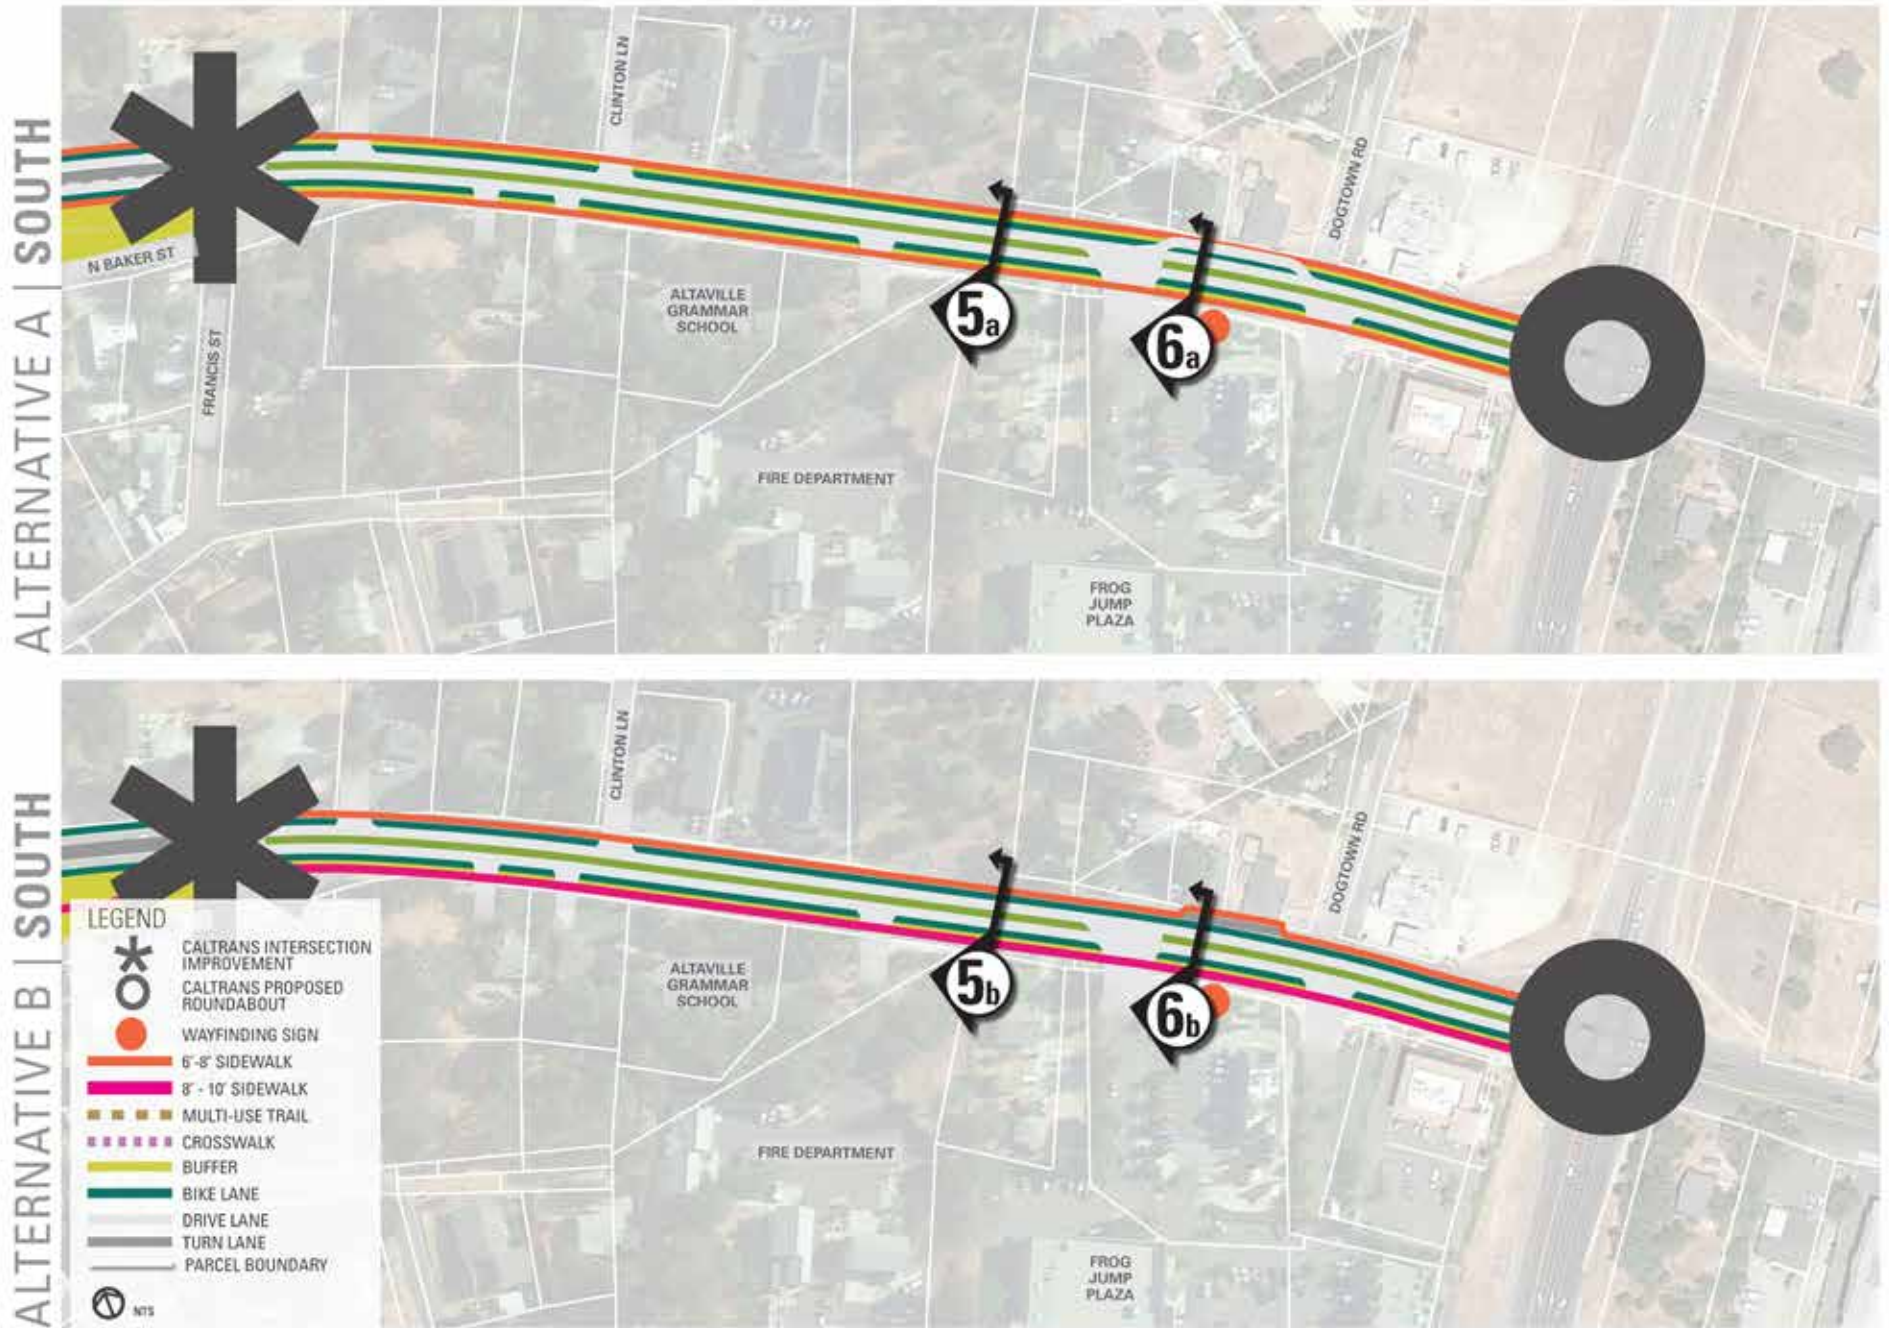 ALTERNATIVE A | SOUTH
CLINTON LN
DOGTOWN RD
N BAKER ST
FRANCIS ST
ALTAVILLE
GRAMMAR
SCHOOL
5a
6a
FIRE DEPARTMENT
FROG
JUMP
PLAZA
ALTERNATIVE B | SOUTH
CLINTON LN
DOGTOWN RD
ALTAVILLE
GRAMMAR
SCHOOL
5b
6b
FIRE DEPARTMENT
FROG
JUMP
PLAZA
LEGEND
CALTRANS INTERSECTION
IMPROVEMENT
CALTRANS PROPOSED
ROUNDABOUT
WAYFINDING SIGN
6'-8' SIDEWALK
8' - 10' SIDEWALK
MULTI-USE TRAIL
CROSSWALK
BUFFER
BIKE LANE
DRIVE LANE
TURN LANE
PARCEL BOUNDARY
NTS